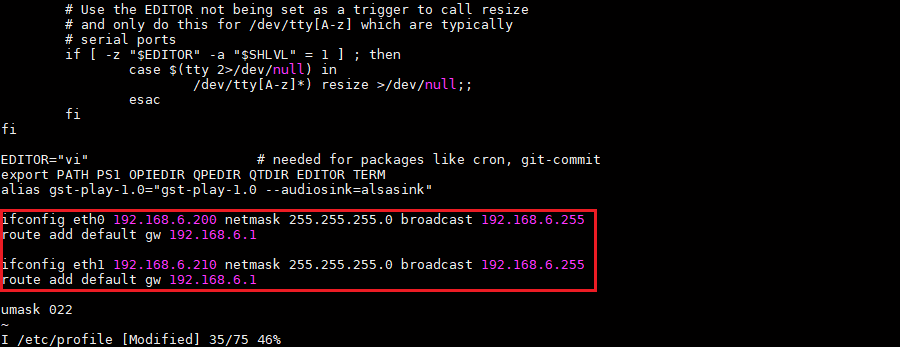 # Use the EDITOR not being set as a trigger to call resize
# and only do this for /dev/tty[A-z] which are typically
# serial ports
if [ -z "$EDITOR" -a "$SHLVL" = 1 ] ; then
case $(tty 2>/dev/null) in
/dev/tty[A-z]*) resize >/dev/null;;
esac
fi
fi
EDITOR="vi" # needed for packages like cron, git-commit
export PATH PS1 OPIEDIR QPEDIR QTDIR EDITOR TERM
alias gst-play-1.0="gst-play-1.0 --audiosink=alsasink"
ifconfig eth0 192.168.6.200 netmask 255.255.255.0 broadcast 192.168.6.255
route add default gw 192.168.6.1
ifconfig eth1 192.168.6.210 netmask 255.255.255.0 broadcast 192.168.6.255
route add default gw 192.168.6.1
umask 022
~
I /etc/profile [Modified] 35/75 46%